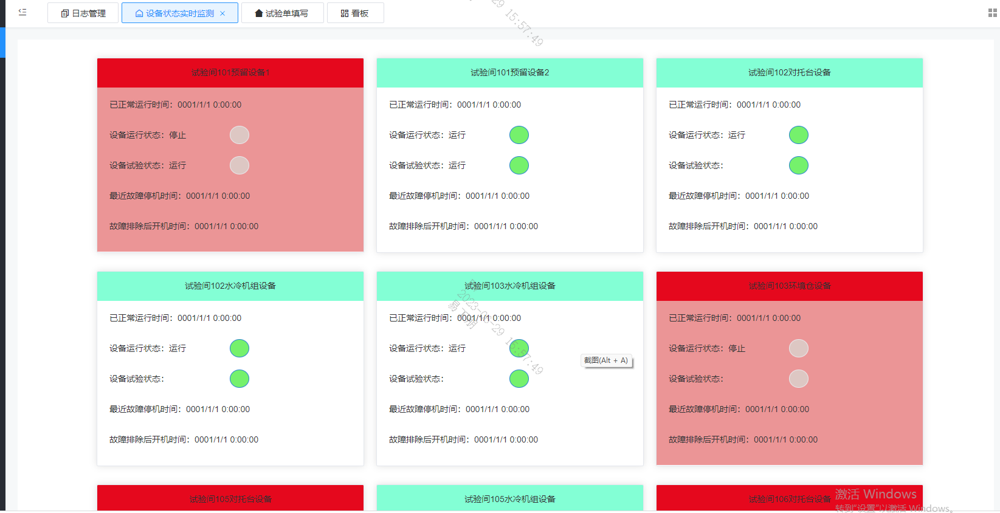 日志管理
设备状态实时监测 ×
试验单填写
看板
29 15:57:49
试验间101预留设备1
已正常运行时间：0001/1/1 0:00:00
设备运行状态：停止
设备试验状态：运行
最近故障停机时间：0001/1/1 0:00:00
故障排除后开机时间：0001/1/1 0:00:00
试验间101预留设备2
已正常运行时间：0001/1/1 0:00:00
设备运行状态：运行
设备试验状态：运行
最近故障停机时间：0001/1/1 0:00:00
故障排除后开机时间：0001/1/1 0:00:00
试验间102对托台设备
已正常运行时间：0001/1/1 0:00:00
设备运行状态：运行
设备试验状态：
最近故障停机时间：0001/1/1 0:00:00
故障排除后开机时间：0001/1/1 0:00:00
试验间102水冷机组设备
已正常运行时间：0001/1/1 0:00:00
设备运行状态：运行
设备试验状态：
最近故障停机时间：0001/1/1 0:00:00
故障排除后开机时间：0001/1/1 0:00:00
试验间103水冷机组设备
已正常运行时间：0001/1/1 0:00:00
设备运行状态：运行
设备试验状态：
最近故障停机时间：0001/1/1 0:00:00
故障排除后开机时间：0001/1/1 0:00:00
2023-06-29 15:57:49
截图(Alt + A)
试验间103环境仓设备
已正常运行时间：0001/1/1 0:00:00
设备运行状态：停止
设备试验状态：
最近故障停机时间：0001/1/1 0:00:00
故障排除后开机时间：0001/1/1 0:00:00
试验间105对托台设备
试验间105水冷机组设备
试验间106对托台设备
激活 Windows
转到"设置"以激活 Windows。